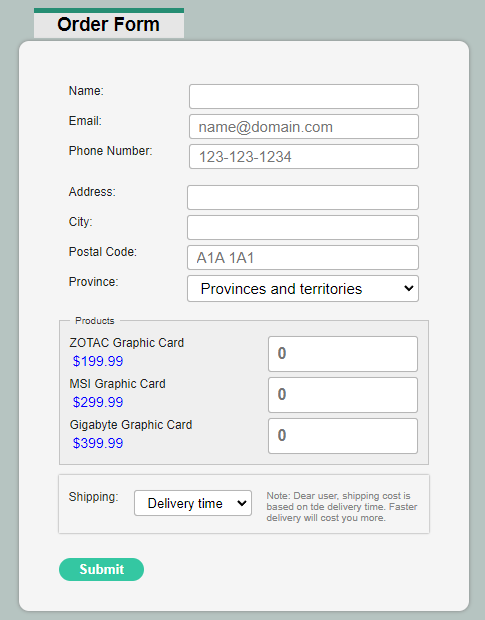 Order Form
Name:
Email:
name@domain.com
Phone Number:
123-123-1234
Address:
City:
Postal Code:
A1A 1A1
Province:
Provinces and territories
Products
ZOTAC Graphic Card
$199.99
0
MSI Graphic Card
$299.99
0
Gigabyte Graphic Card
$399.99
0
Shipping:
Delivery time
Note: Dear user, shipping cost is
based on tde delivery time. Faster
delivery will cost you more.
Submit